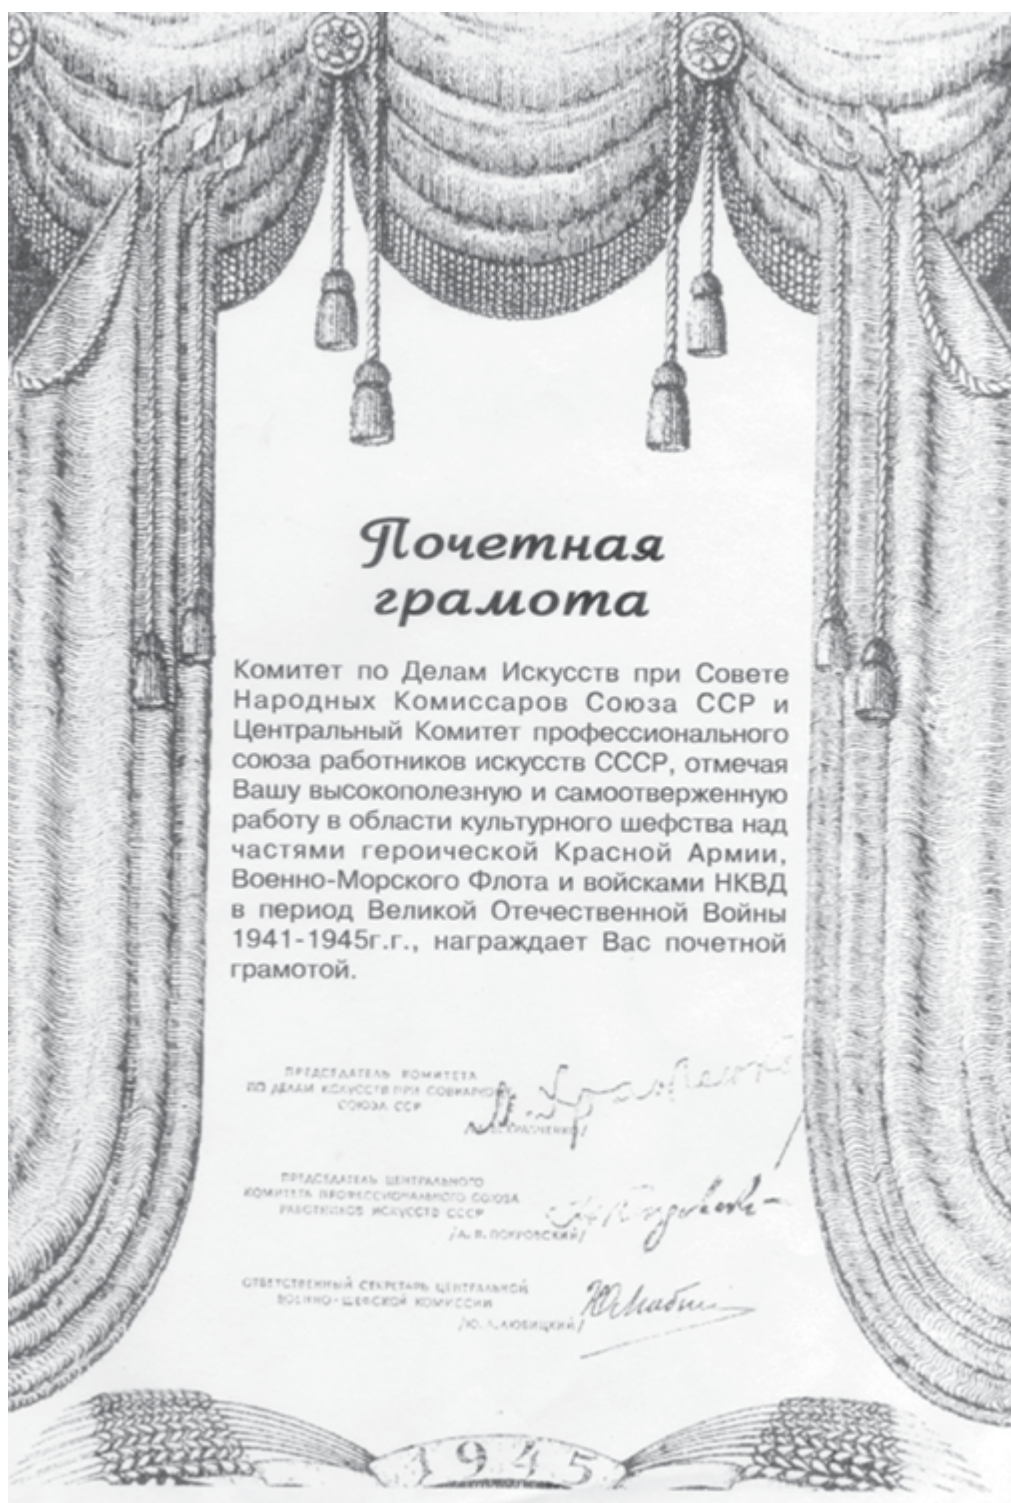 Почетная
грамота
Комитет по Делам Искусств при Совете
Народных Комиссаров Союза ССР и
Центральный Комитет профессионального
союза работников искусств СССР, отмечая
Вашу высокополезную и самоотверженную
работу в области культурного шефства над
частями героической Красной Армии,
Военно-Морского Флота и войсками НКВД
в период Великой Отечественной Войны
1941-1945г.г., награждает Вас почетной
грамотой.
ПРЕДСЕДАТЕЛЬ КОМИТЕТА
ПО ДЕЛАМ ИСКУССТВ ПРИ СОВНАРКОМЕ
СОЮЗА ССР
ПРЕДСЕДАТЕЛЬ ЦЕНТРАЛЬНОГО
КОМИТЕТА ПРОФЕССИОНАЛЬНОГО СОЮЗА
РАБОТНИКОВ ИСКУССТВ СССР
/А. В. ПОКРОВСКИЙ/
ОТВЕТСТВЕННЫЙ СЕКРЕТАРЬ ЦЕНТРАЛЬНОЙ
ВОЕННО-ШЕФСКОЙ КОМИССИИ
/Ю. Л. ЛЮБИЦКИЙ/
1945